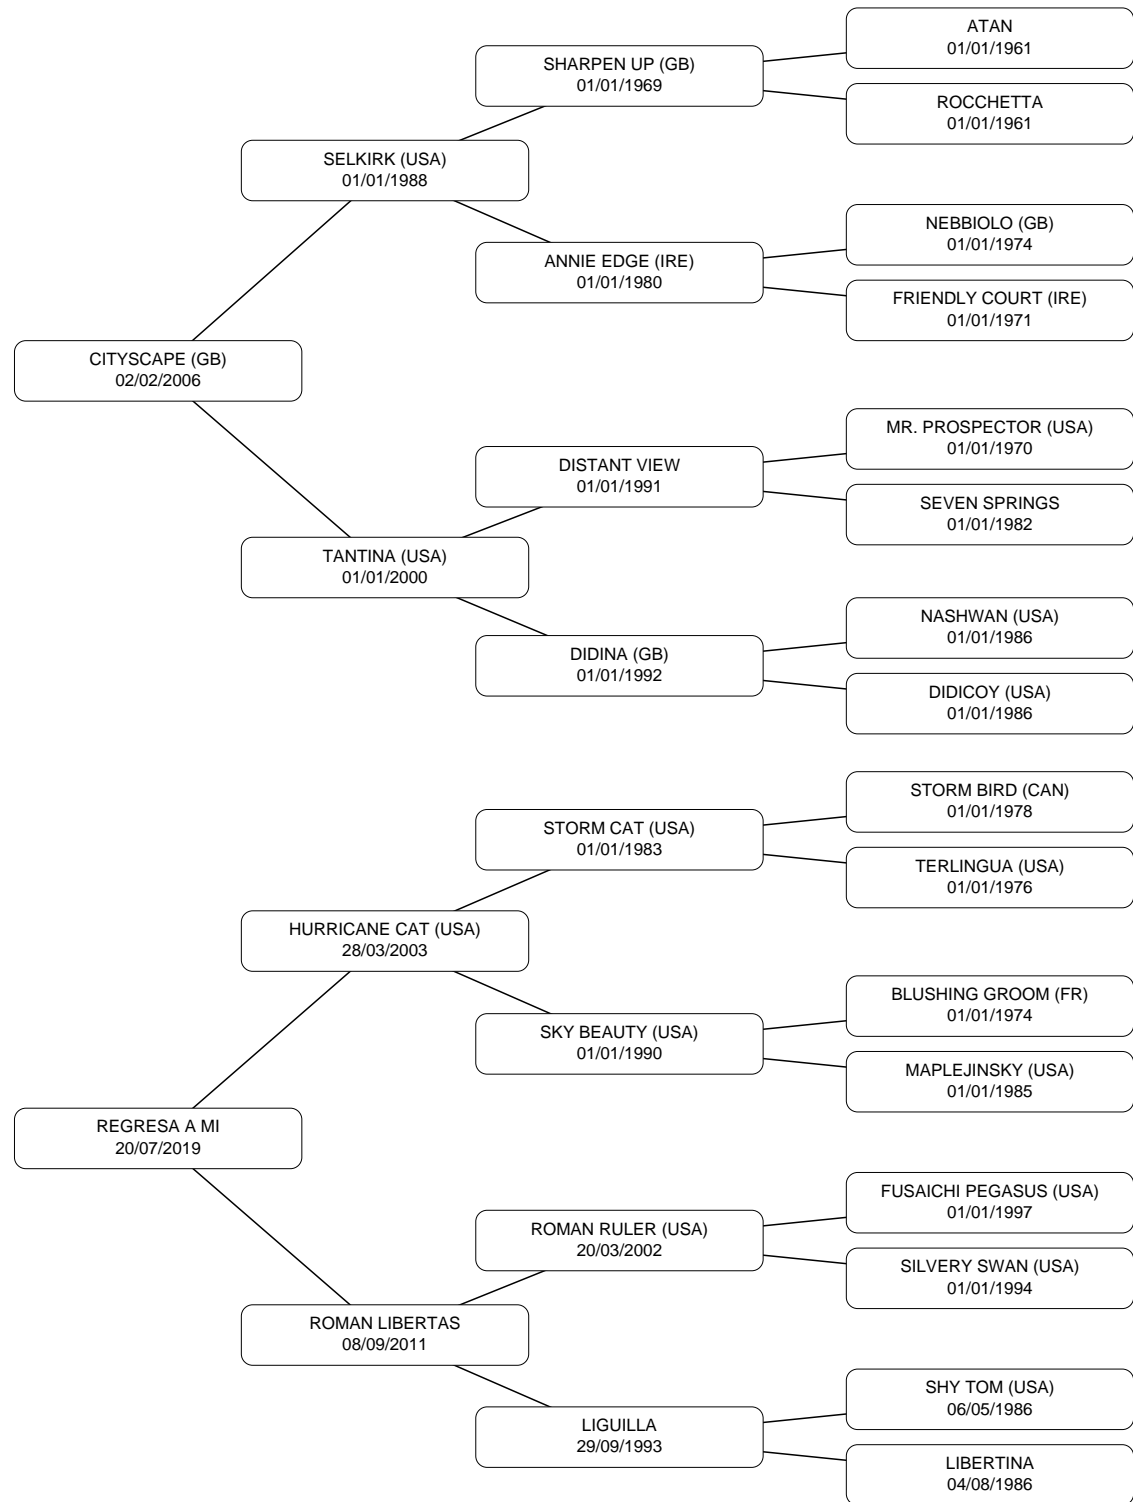 ATAN
01/01/1961
SHARPEN UP (GB)
01/01/1969
ROCCHETTA
01/01/1961
SELKIRK (USA)
01/01/1988
NEBBIOLO (GB)
01/01/1974
ANNIE EDGE (IRE)
01/01/1980
FRIENDLY COURT (IRE)
01/01/1971
CITYSCAPE (GB)
02/02/2006
MR. PROSPECTOR (USA)
01/01/1970
DISTANT VIEW
01/01/1991
SEVEN SPRINGS
01/01/1982
TANTINA (USA)
01/01/2000
NASHWAN (USA)
01/01/1986
DIDINA (GB)
01/01/1992
DIDICOY (USA)
01/01/1986
STORM BIRD (CAN)
01/01/1978
STORM CAT (USA)
01/01/1983
TERLINGUA (USA)
01/01/1976
HURRICANE CAT (USA)
28/03/2003
BLUSHING GROOM (FR)
01/01/1974
SKY BEAUTY (USA)
01/01/1990
MAPLEJINSKY (USA)
01/01/1985
REGRESA A MI
20/07/2019
FUSAICHI PEGASUS (USA)
01/01/1997
ROMAN RULER (USA)
20/03/2002
SILVERY SWAN (USA)
01/01/1994
ROMAN LIBERTAS
08/09/2011
SHY TOM (USA)
06/05/1986
LIGUILLA
29/09/1993
LIBERTINA
04/08/1986